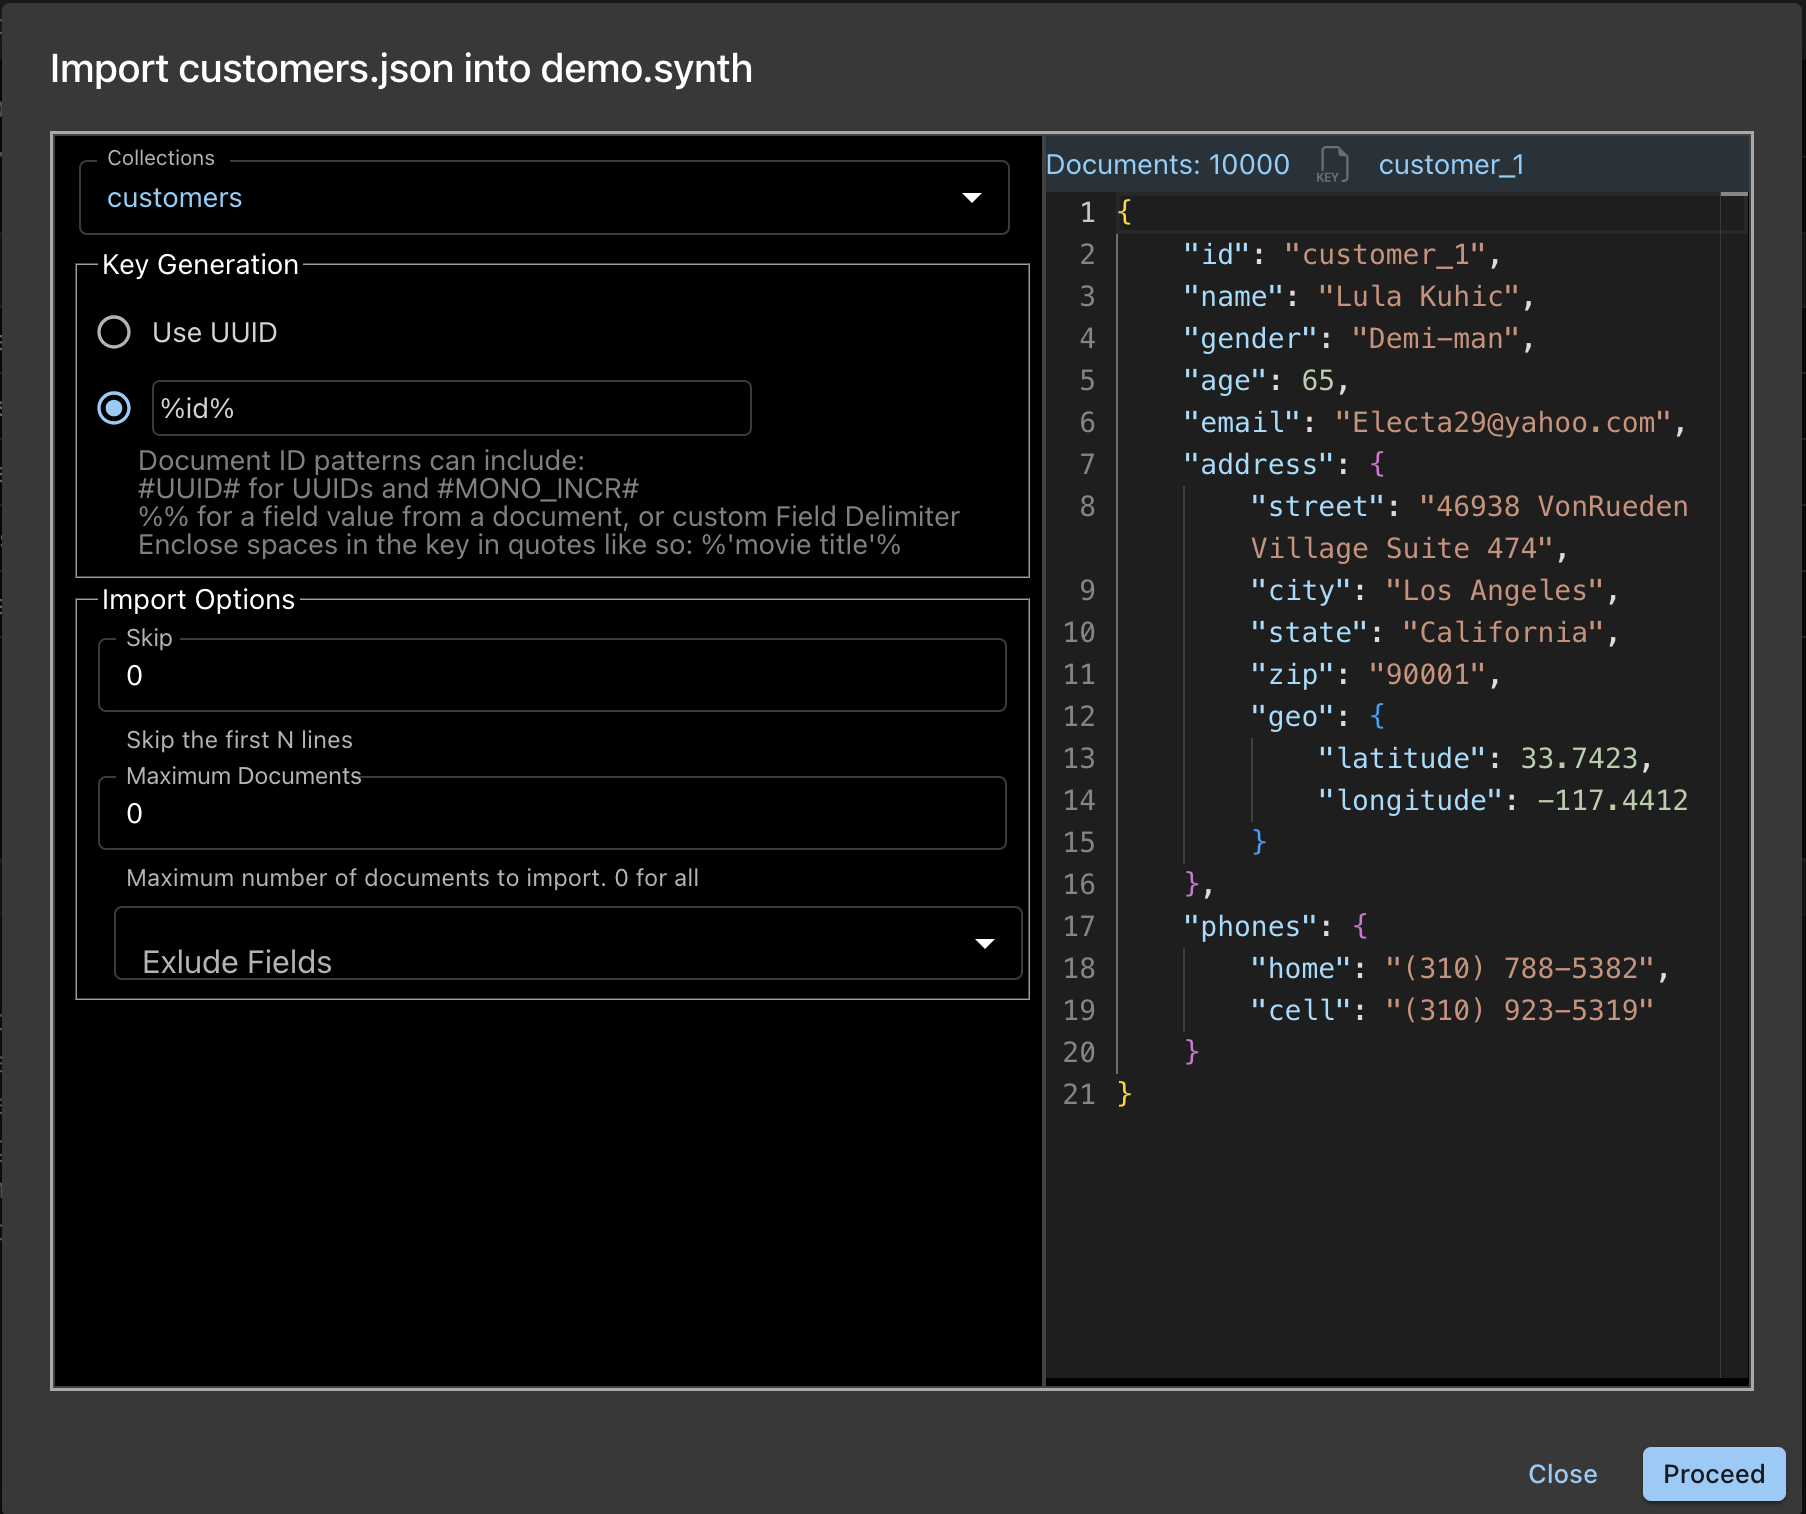 Import customers.json into demo.synth
Collections
customers
Key Generation
Use UUID
%id%
Document ID patterns can include:
#UUID# for UUIDs and #MONO_INCR#
%% for a field value from a document, or custom Field Delimiter
Enclose spaces in the key in quotes like so: %'movie title'%
Import Options
Skip
0
Skip the first N lines
Maximum Documents
0
Maximum number of documents to import. 0 for all
Exlude Fields
Documents: 10000 KEY customer_1
1 {
2 "id": "customer_1",
3 "name": "Lula Kuhic",
4 "gender": "Demi-man",
5 "age": 65,
6 "email": "Electa29@yahoo.com",
7 "address": {
8 "street": "46938 VonRueden
Village Suite 474",
9 "city": "Los Angeles",
10 "state": "California",
11 "zip": "90001",
12 "geo": {
13 "latitude": 33.7423,
14 "longitude": -117.4412
15 }
16 },
17 "phones": {
18 "home": "(310) 788-5382",
19 "cell": "(310) 923-5319"
20 }
21 }
Close
Proceed